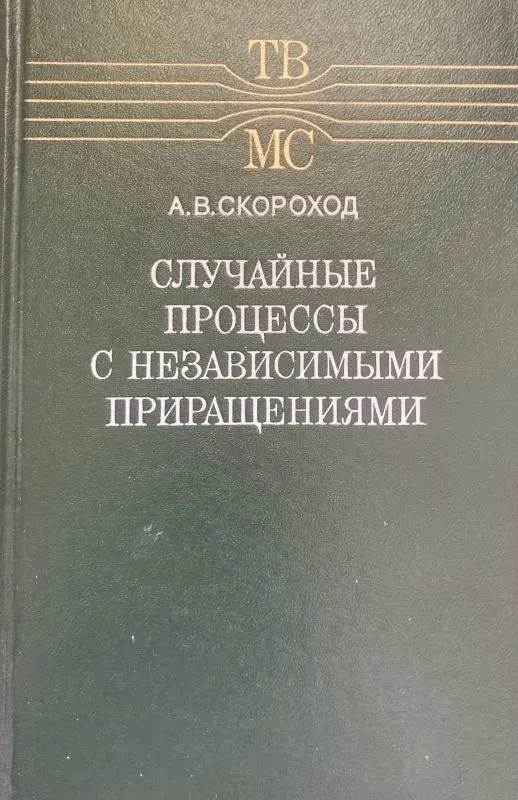 ТВ
МС
А.В.СКОРОХОД
СЛУЧАЙНЫЕ
ПРОЦЕССЫ
С НЕЗАВИСИМЫМИ
ПРИРАЩЕНИЯМИ